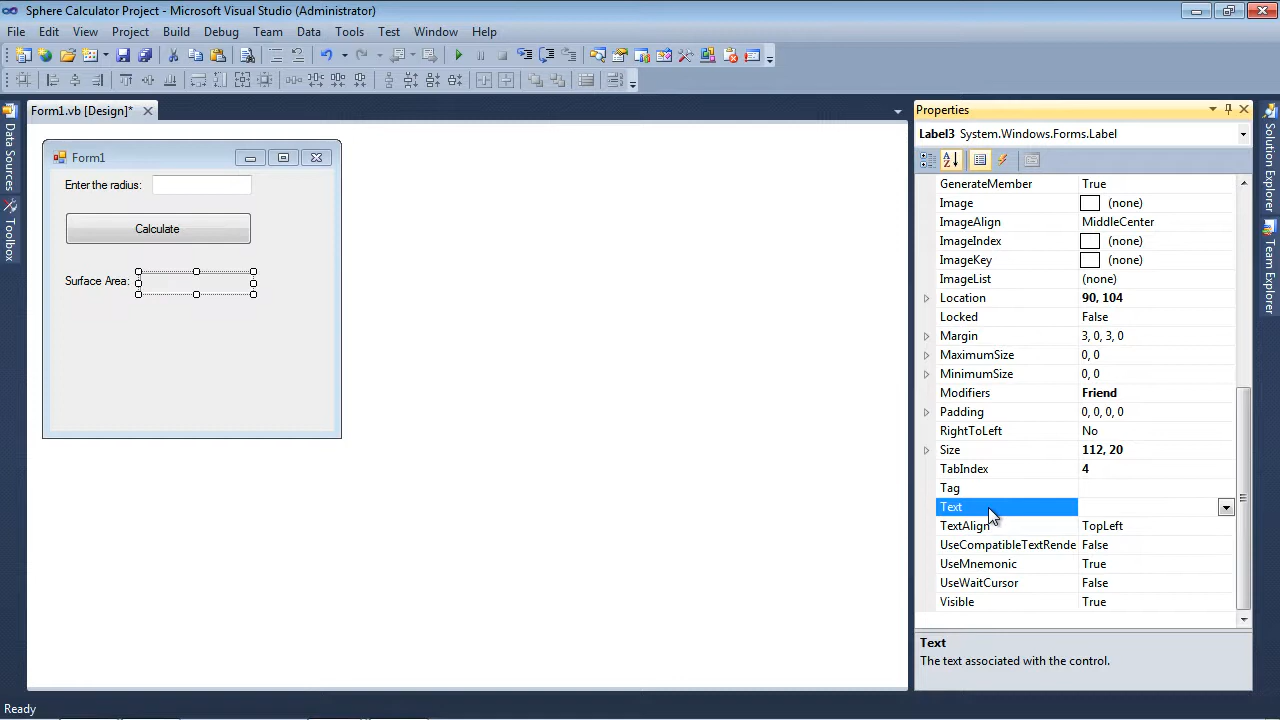 Sphere Calculator Project - Microsoft Visual Studio (Administrator)
File Edit View Project Build Debug Team Data Tools Test Window Help
Form1.vb [Design]*
Data Sources
Toolbox
Form1
Enter the radius:
Calculate
Surface Area:
Properties
Label3 System.Windows.Forms.Label
A
Z
GenerateMember True
Image (none)
ImageAlign MiddleCenter
ImageIndex (none)
ImageKey (none)
ImageList (none)
Location 90, 104
Locked False
Margin 3, 0, 3, 0
MaximumSize 0, 0
MinimumSize 0, 0
Modifiers Friend
Padding 0, 0, 0, 0
RightToLeft No
Size 112, 20
TabIndex 4
Tag
Text
TextAlign TopLeft
UseCompatibleTextRende False
UseMnemonic True
UseWaitCursor False
Visible True
Text
The text associated with the control.
Solution Explorer
Team Explorer
Ready